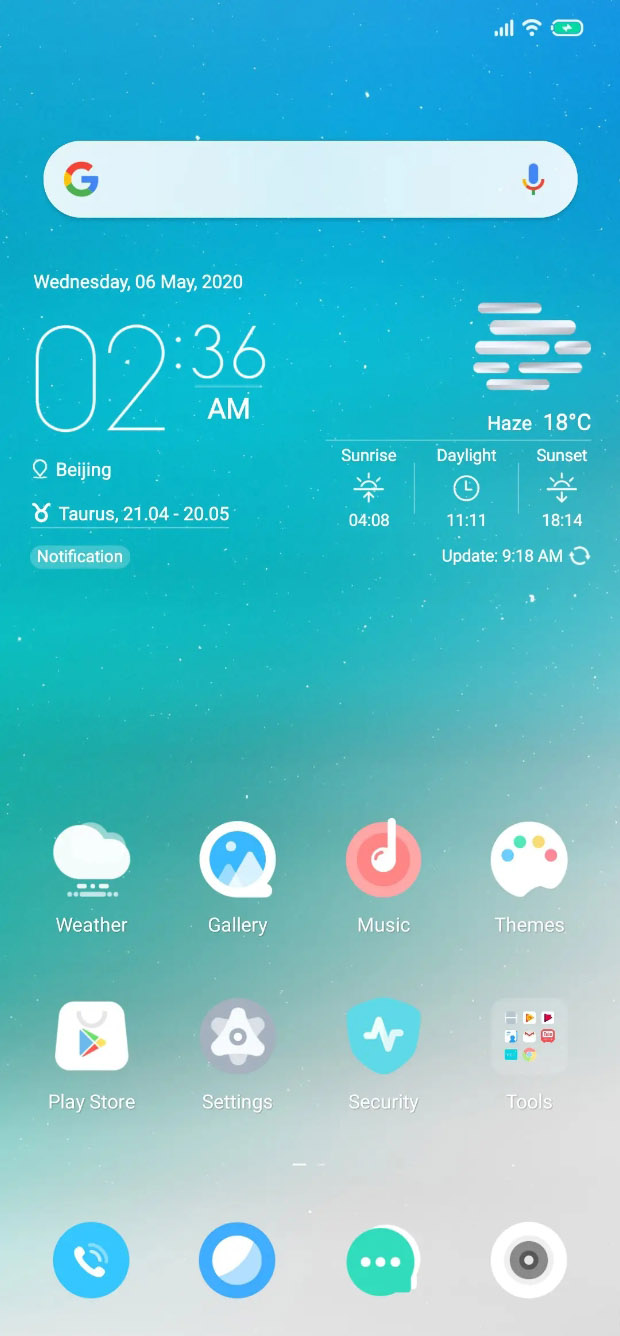 Wednesday, 06 May, 2020
02:36
AM
Beijing
Taurus, 21.04 - 20.05
Notification
Haze 18°C
Sunrise Daylight Sunset
04:08 11:11 18:14
Update: 9:18 AM
Weather Gallery Music Themes
Play Store Settings Security Tools